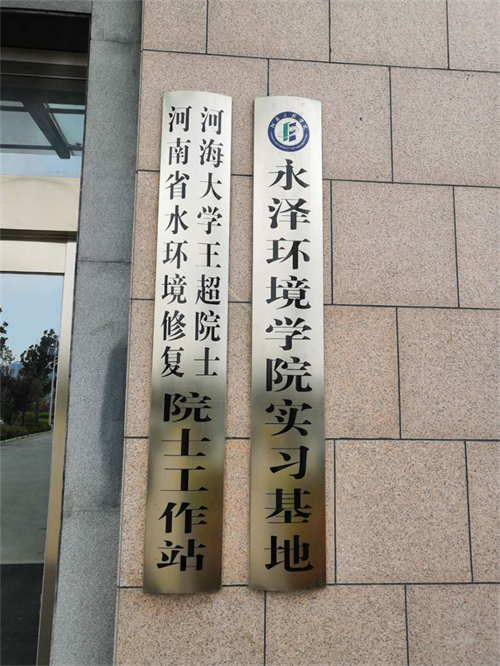 河海大学王超院士
河南省水环境修复
院士工作站
永泽环境学院实习基地